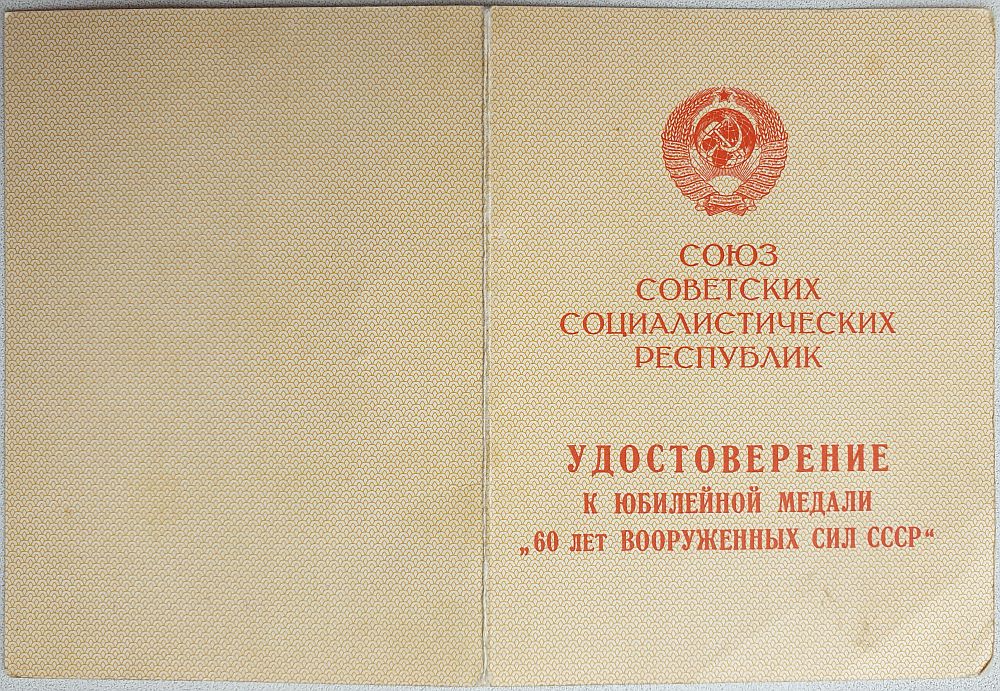 СОЮЗ
СОВЕТСКИХ
СОЦИАЛИСТИЧЕСКИХ
РЕСПУБЛИК
УДОСТОВЕРЕНИЕ
К ЮБИЛЕЙНОЙ МЕДАЛИ
„60 ЛЕТ ВООРУЖЕННЫХ СИЛ СССР“